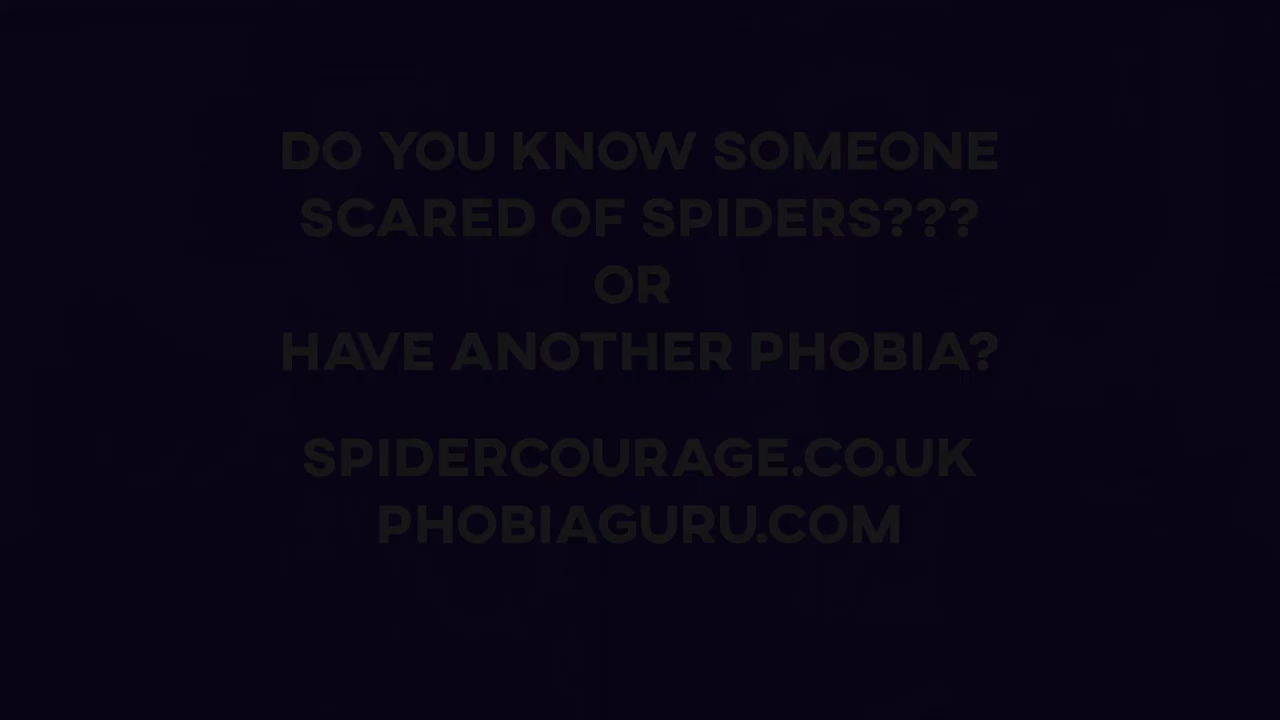 DO YOU KNOW SOMEONE
SCARED OF SPIDERS???
OR
HAVE ANOTHER PHOBIA?
SPIDERCOURAGE.CO.UK
PHOBIAGURU.COM